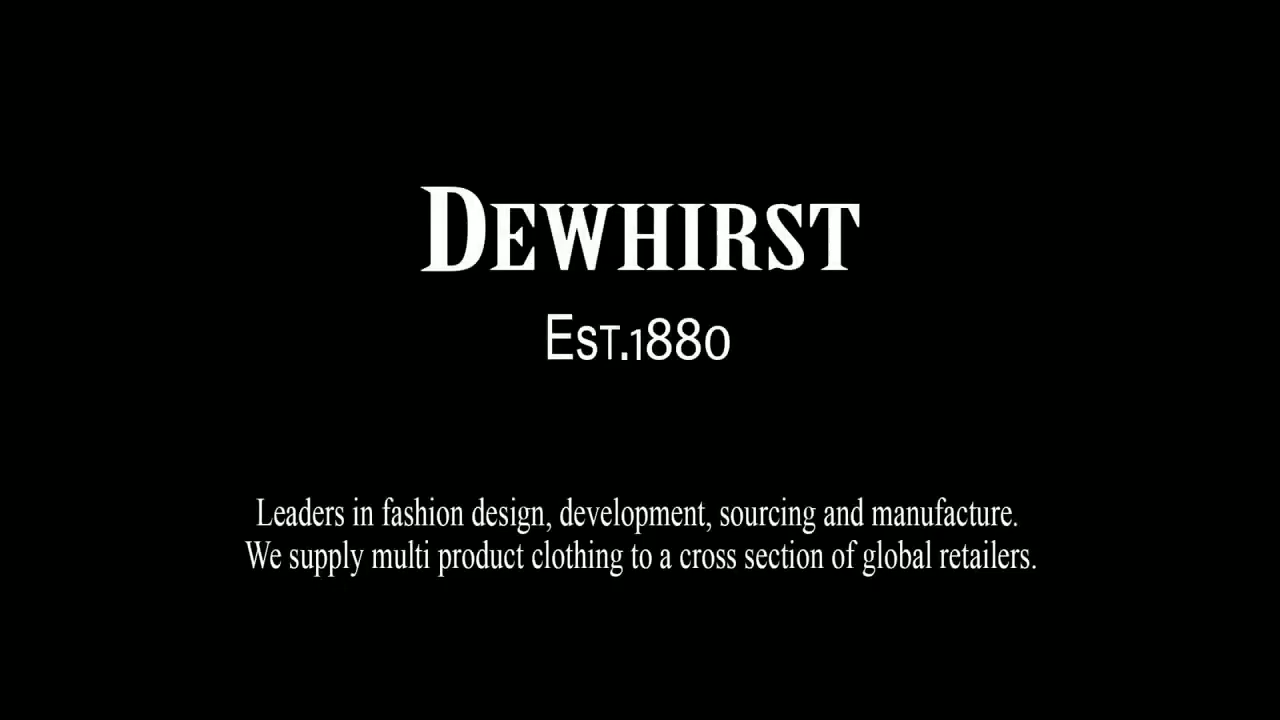 DEWHIRST
EST.1880
Leaders in fashion design, development, sourcing and manufacture.
We supply multi product clothing to a cross section of global retailers.